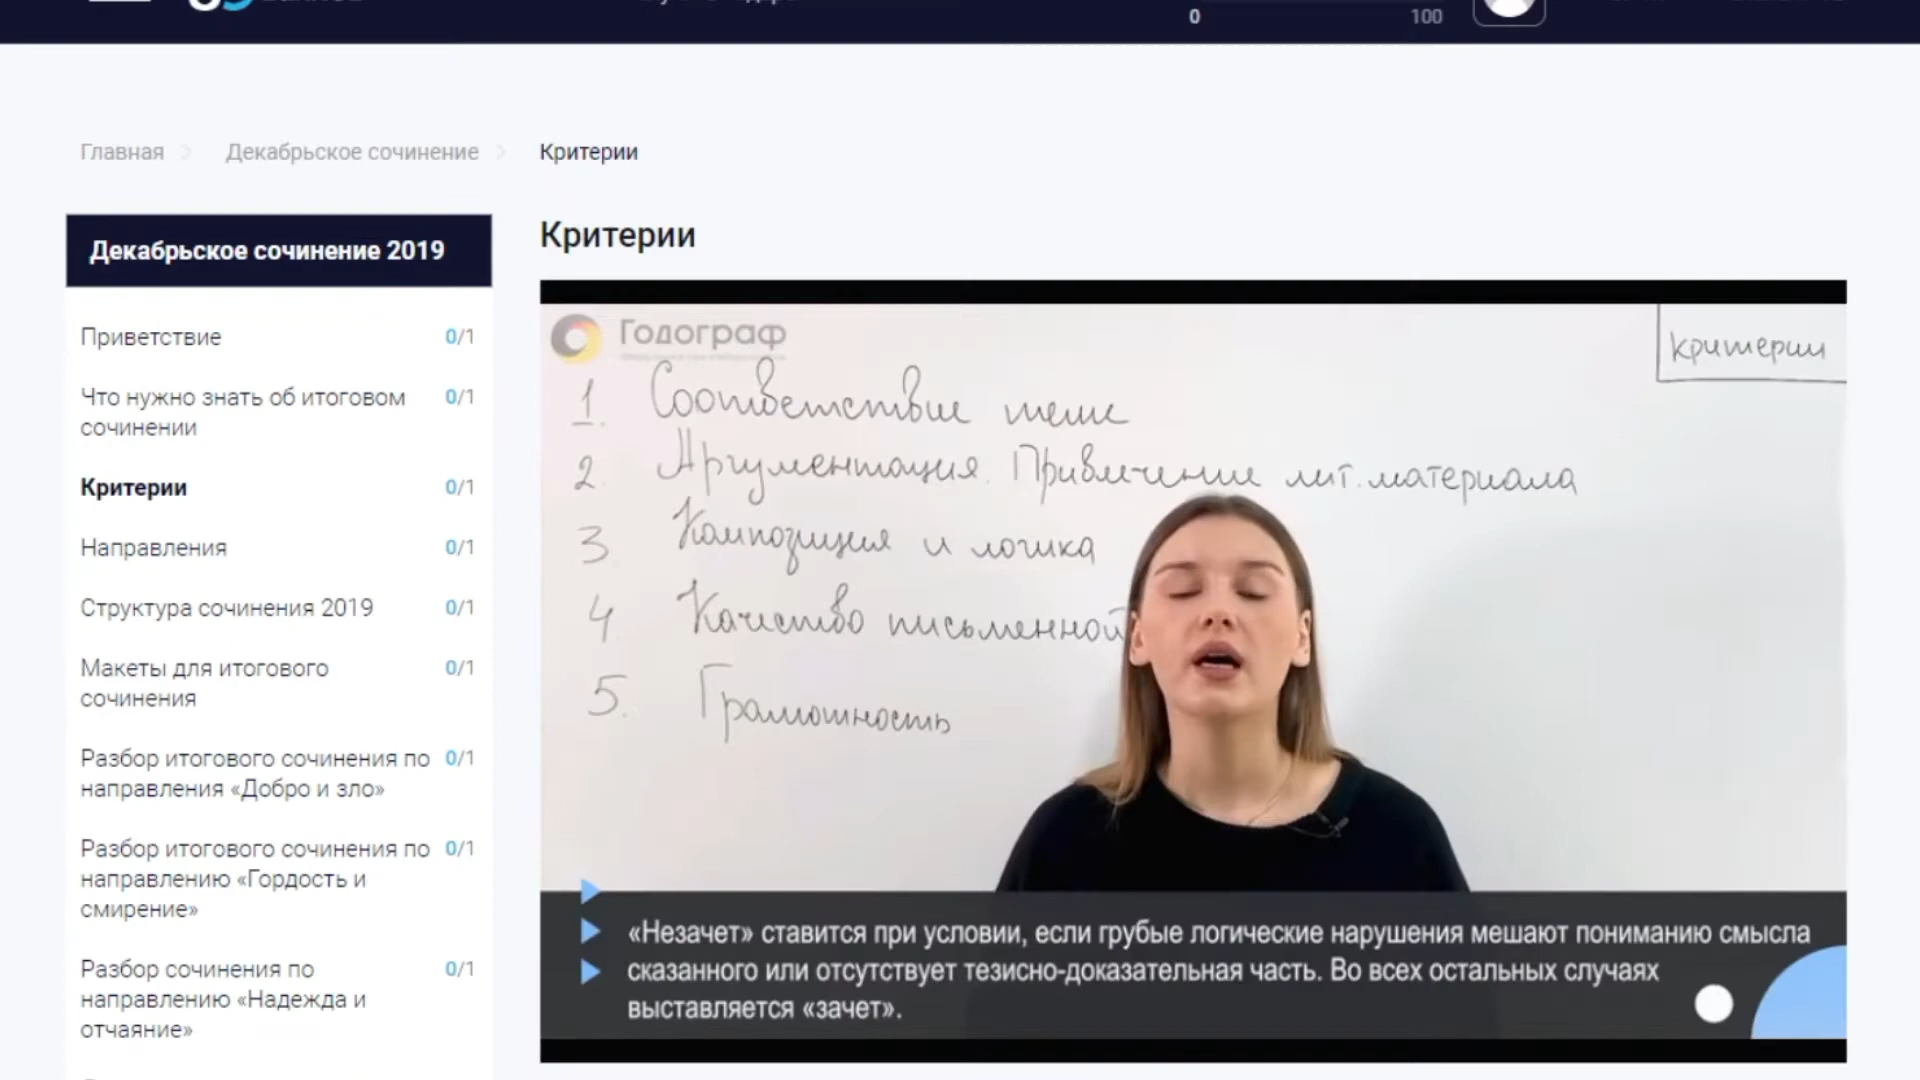 0
100
Главная
Декабрьское сочинение
Критерии
Декабрьское сочинение 2019
Приветствие 0/1
Что нужно знать об итоговом 0/1
сочинении
Критерии 0/1
Направления 0/1
Структура сочинения 2019 0/1
Макеты для итогового 0/1
сочинения
Разбор итогового сочинения по 0/1
направления «Добро и зло»
Разбор итогового сочинения по 0/1
направлению «Гордость и
смирение»
Разбор сочинения по 0/1
направлению «Надежда и
отчаяние»
Критерии
Годограф
критерии
1. Соответствие теме
2. Аргументация. Привлечение лит. материала
3. Композиция и логика
4. Качество письменной
5. Грамотность
«Незачет» ставится при условии, если грубые логические нарушения мешают пониманию смысла
сказанного или отсутствует тезисно-доказательная часть. Во всех остальных случаях
выставляется «зачет».